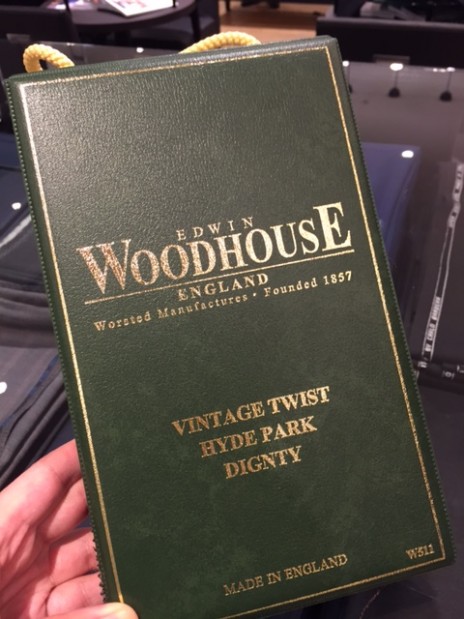 EDWIN
WOODHOUSE
ENGLAND
Worsted Manufactures · Founded 1857
VINTAGE TWIST
HYDE PARK
DIGNTY
MADE IN ENGLAND
W511